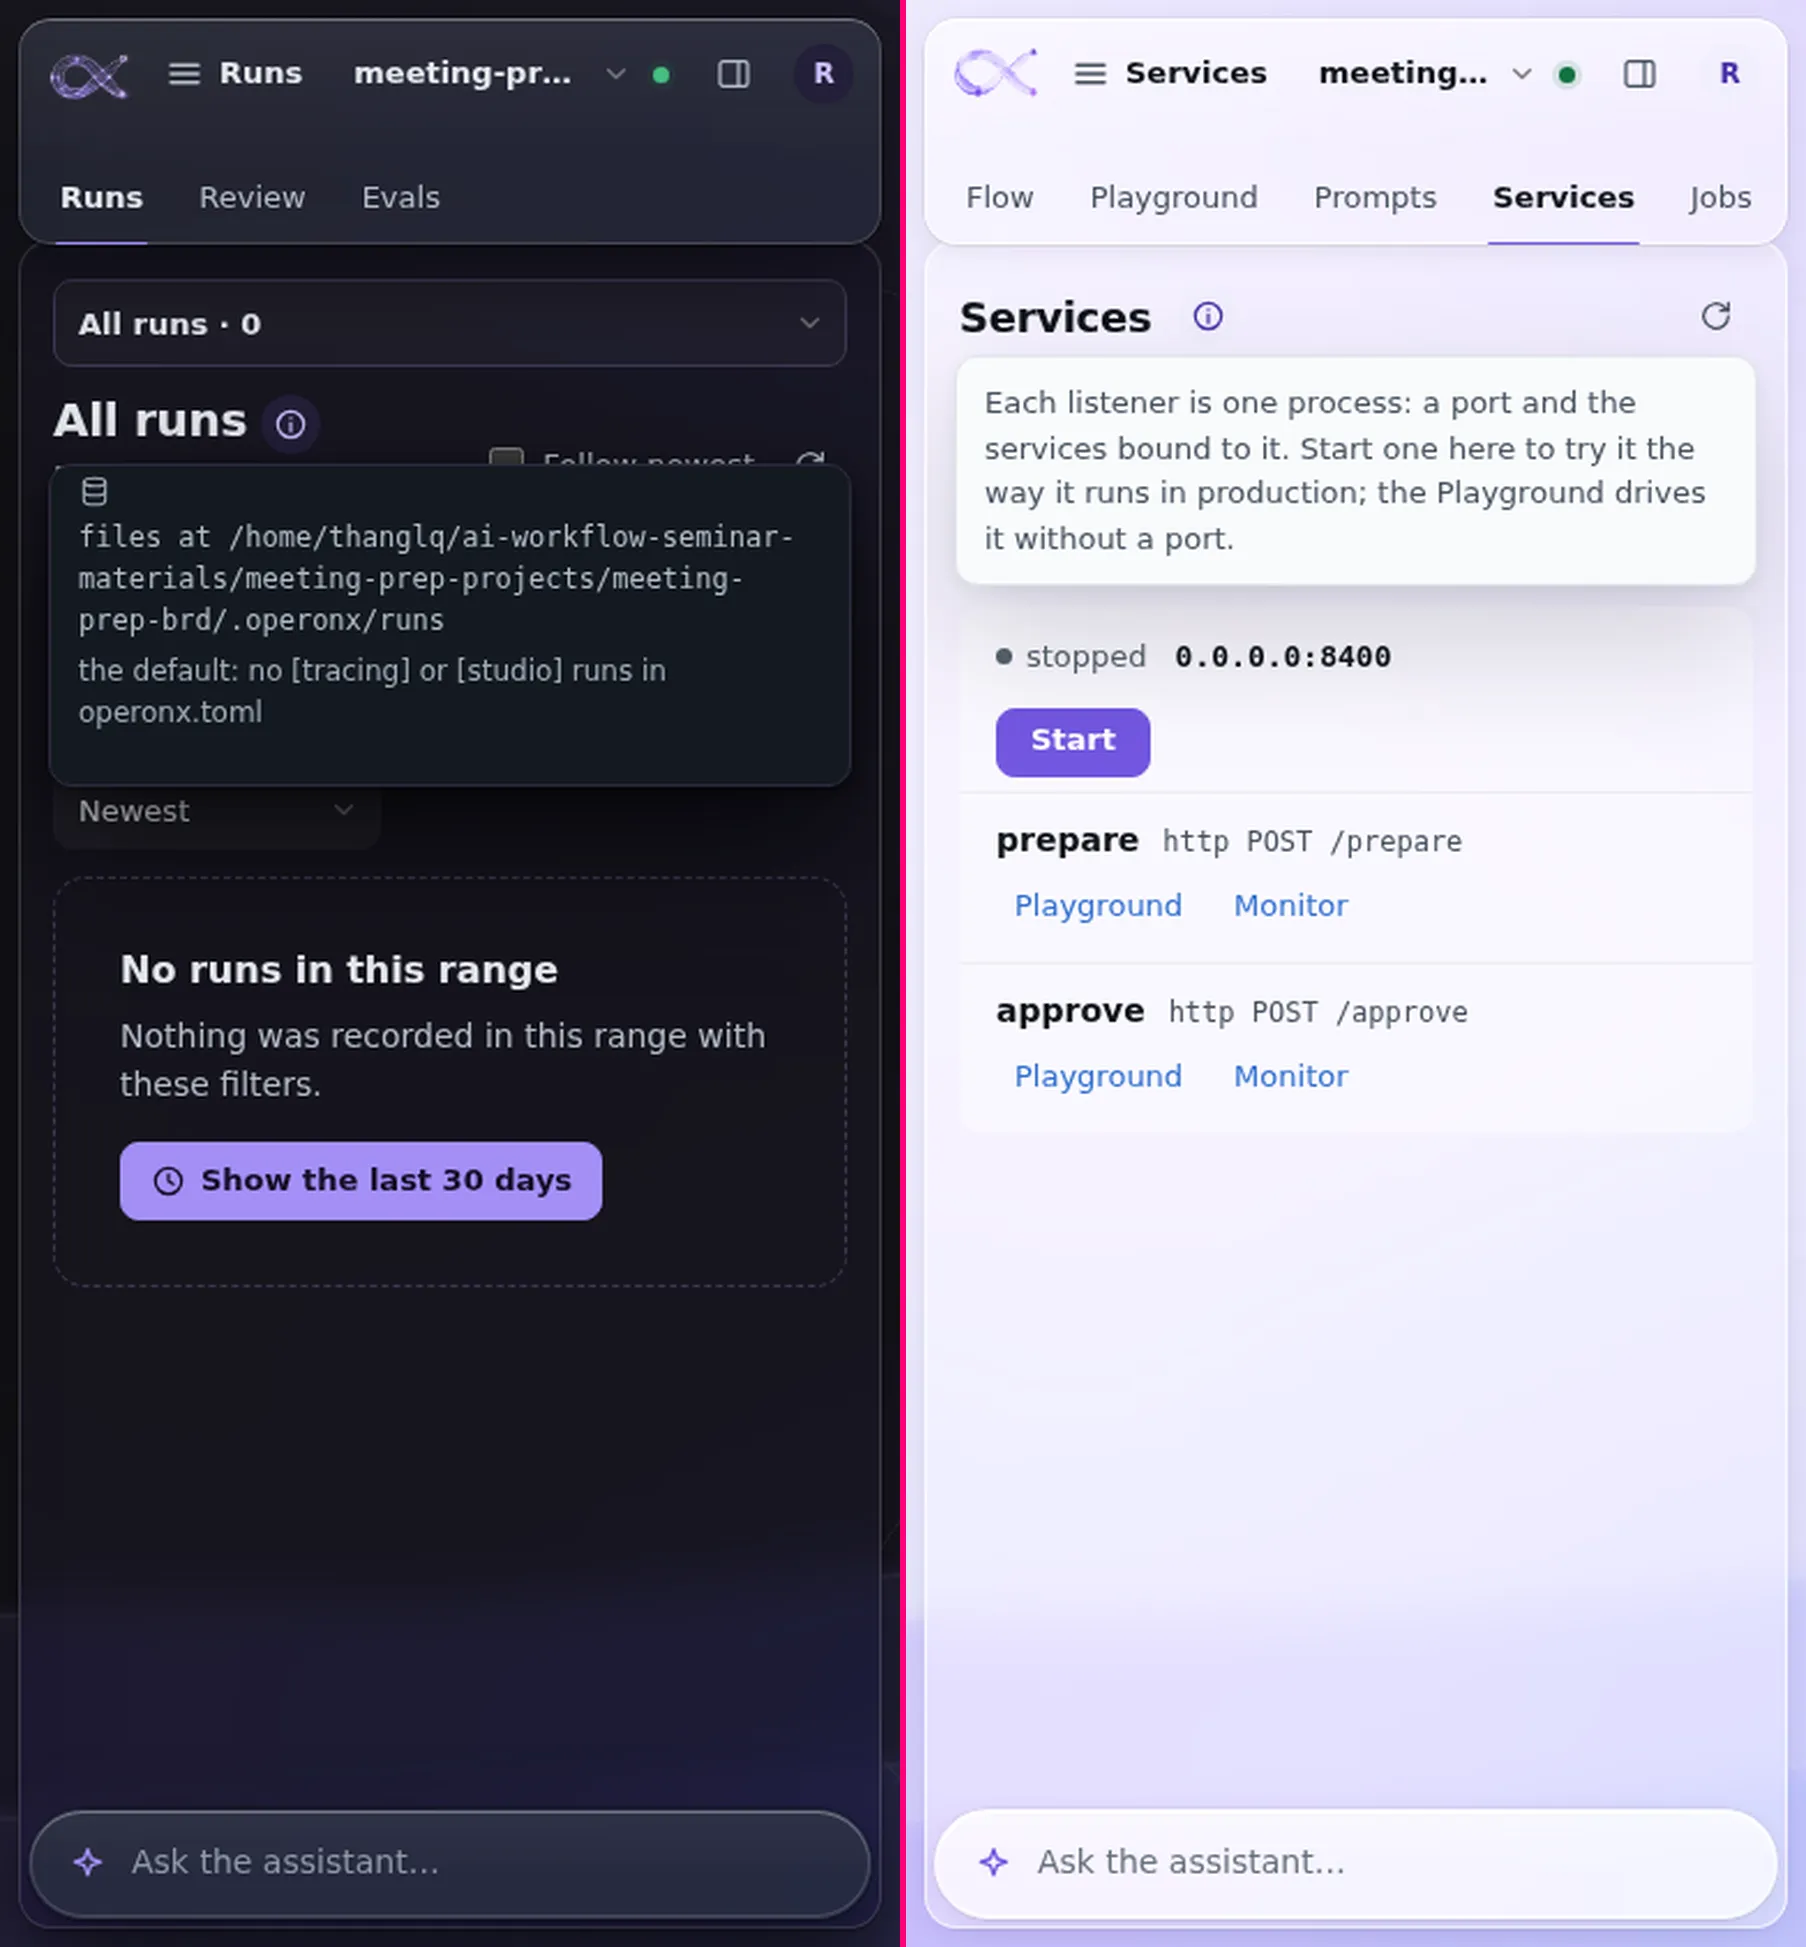 Runs
meeting-pr...
R
Runs
Review
Evals
All runs · 0
All runs
Follow newest
files at /home/thanglq/ai-workflow-seminar-
materials/meeting-prep-projects/meeting-
prep-brd/.operonx/runs
the default: no [tracing] or [studio] runs in
operonx.toml
Newest
No runs in this range
Nothing was recorded in this range with
these filters.
Show the last 30 days
Ask the assistant...
Services
meeting...
R
Flow
Playground
Prompts
Services
Jobs
Services
Each listener is one process: a port and the
services bound to it. Start one here to try it the
way it runs in production; the Playground drives
it without a port.
stopped 0.0.0.0:8400
Start
prepare http POST /prepare
Playground Monitor
approve http POST /approve
Playground Monitor
Ask the assistant...